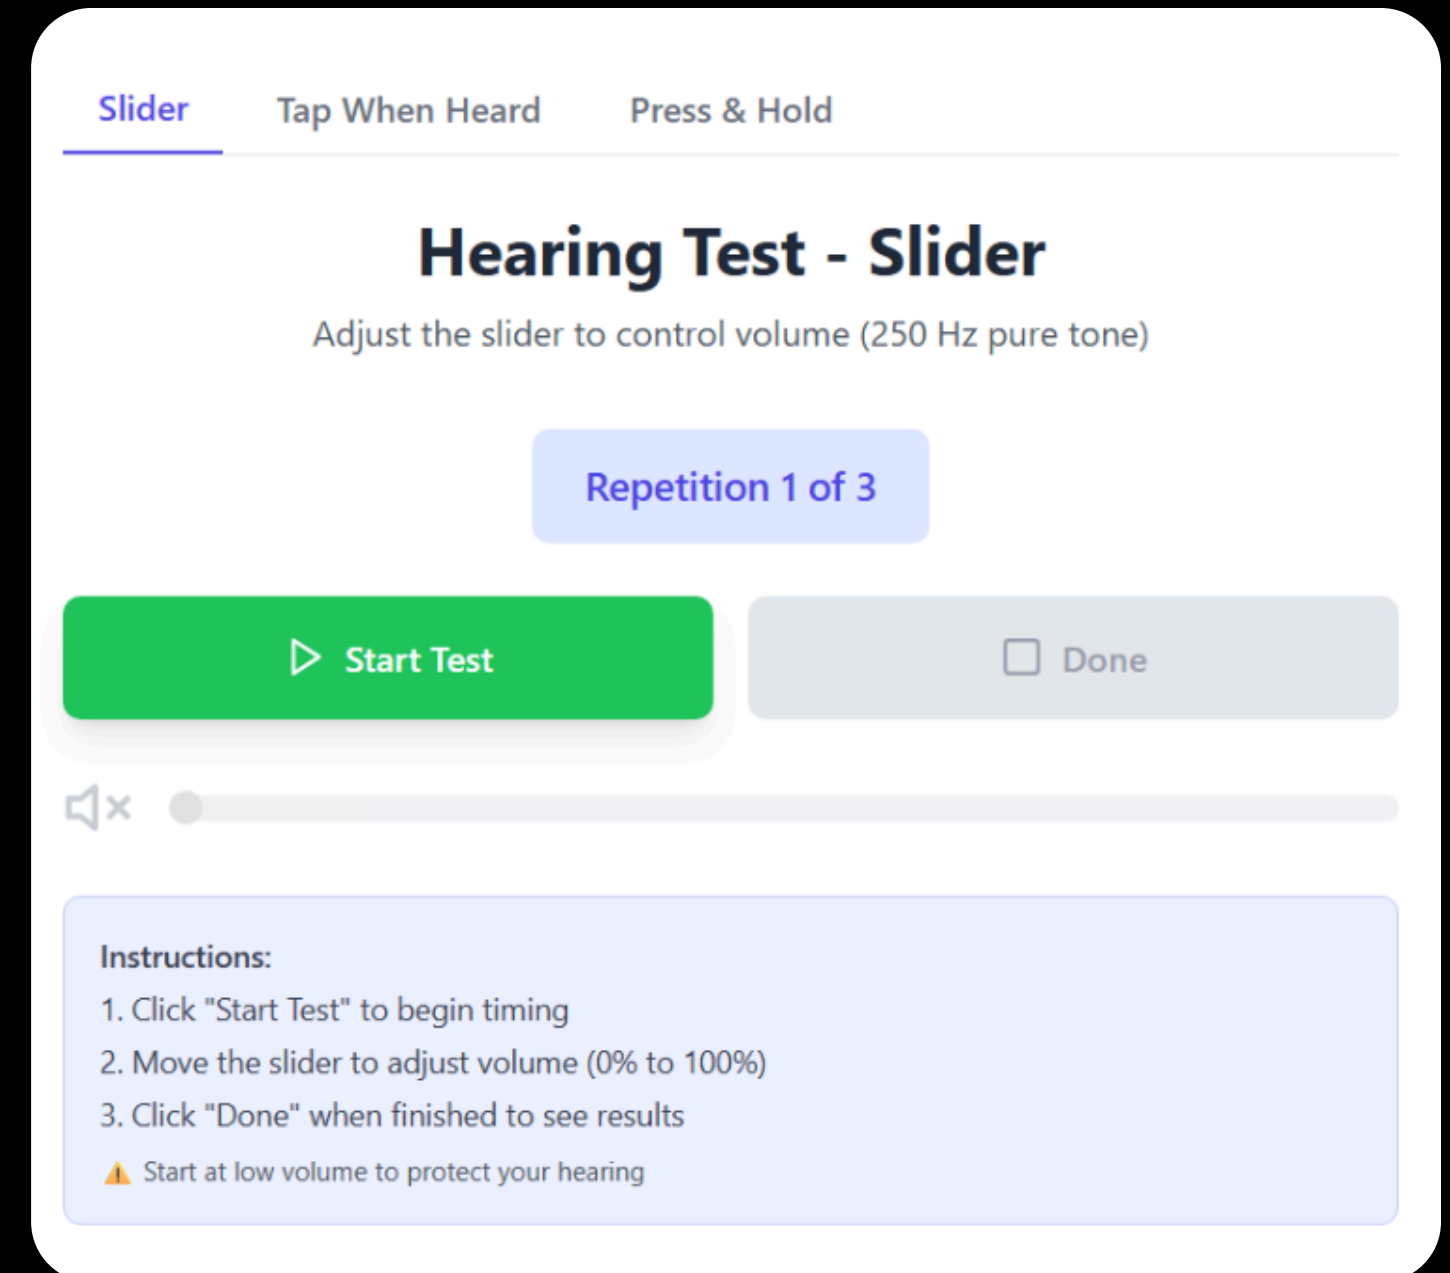 Slider Tap When Heard Press & Hold
Hearing Test - Slider
Adjust the slider to control volume (250 Hz pure tone)
Repetition 1 of 3
Start Test Done
Instructions:
1. Click "Start Test" to begin timing
2. Move the slider to adjust volume (0% to 100%)
3. Click "Done" when finished to see results
⚠ Start at low volume to protect your hearing